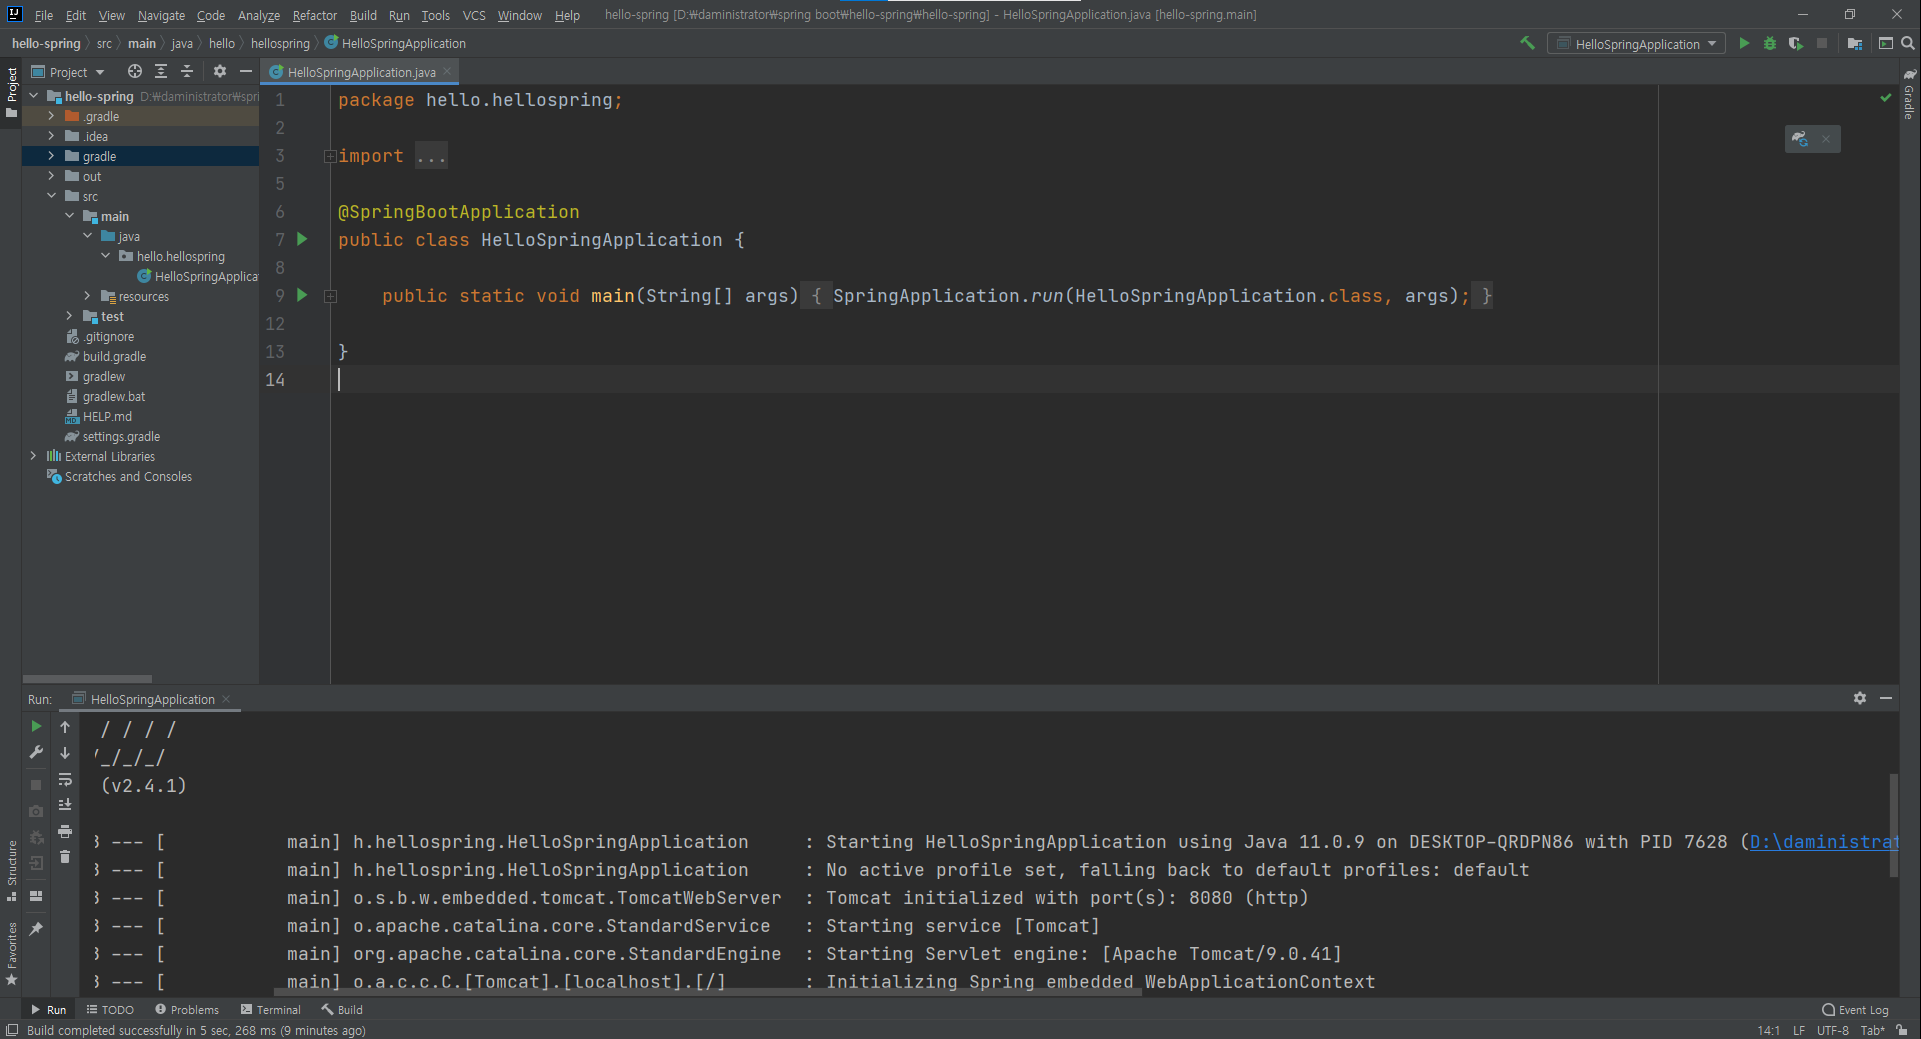 File Edit View Navigate Code Analyze Refactor Build Run Tools VCS Window Help hello-spring [D:₩daministrator₩spring boot₩hello-spring₩hello-spring] - HelloSpringApplication.java [hello-spring.main]
hello-spring src main java hello hellospring HelloSpringApplication
HelloSpringApplication
Project
Project
HelloSpringApplication.java
hello-spring D:₩daministrator₩spri
.gradle
.idea
gradle
out
src
main
java
hello.hellospring
HelloSpringApplicat
resources
test
.gitignore
build.gradle
gradlew
gradlew.bat
HELP.md
settings.gradle
External Libraries
Scratches and Consoles
1 package hello.hellospring;
2
3 import ...
5
6 @SpringBootApplication
7 public class HelloSpringApplication {
8
9 public static void main(String[] args) { SpringApplication.run(HelloSpringApplication.class, args); }
12
13 }
14
Gradle
Run: HelloSpringApplication
/ / / /
/_/_/_/
(v2.4.1)
3 --- [ main] h.hellospring.HelloSpringApplication : Starting HelloSpringApplication using Java 11.0.9 on DESKTOP-QRDPN86 with PID 7628 (D:\daministrat
3 --- [ main] h.hellospring.HelloSpringApplication : No active profile set, falling back to default profiles: default
3 --- [ main] o.s.b.w.embedded.tomcat.TomcatWebServer : Tomcat initialized with port(s): 8080 (http)
3 --- [ main] o.apache.catalina.core.StandardService : Starting service [Tomcat]
3 --- [ main] org.apache.catalina.core.StandardEngine : Starting Servlet engine: [Apache Tomcat/9.0.41]
3 --- [ main] o.a.c.c.C.[Tomcat].[localhost].[/] : Initializing Spring embedded WebApplicationContext
Structure
Favorites
Run TODO Problems Terminal Build Event Log
Build completed successfully in 5 sec, 268 ms (9 minutes ago) 14:1 LF UTF-8 Tab*